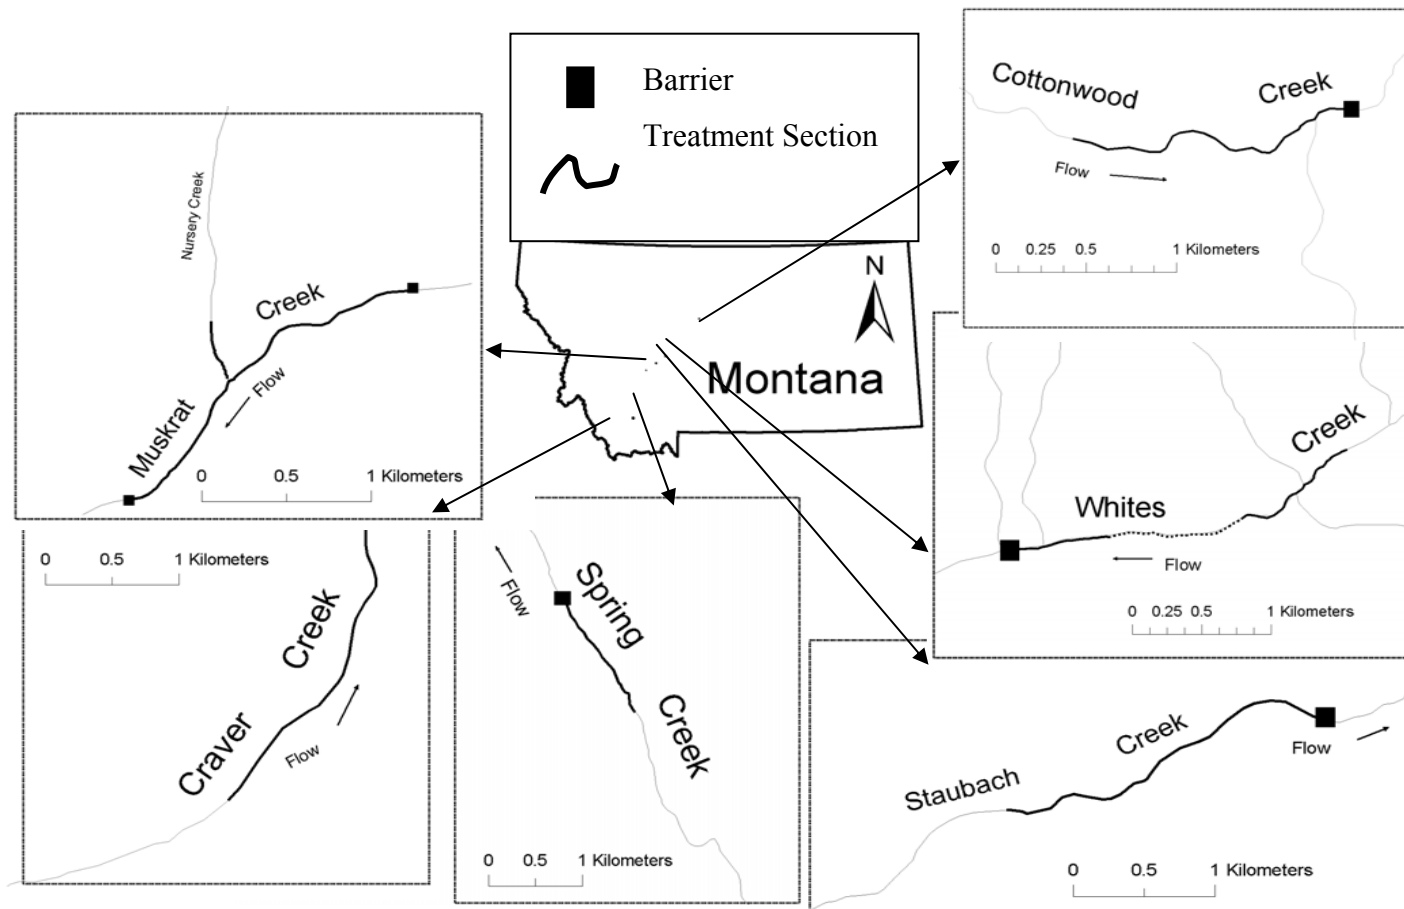 Barrier
Treatment Section
N
Montana
Nursery Creek
Creek
Flow
Muskrat
0 0.5 1 Kilometers
Cottonwood
Creek
Flow
0 0.25 0.5 1 Kilometers
Creek
Whites
Flow
0 0.25 0.5 1 Kilometers
0 0.5 1 Kilometers
Creek
Craver
Flow
Flow
Spring
Creek
0 0.5 1 Kilometers
Creek
Staubach
Flow
0 0.5 1 Kilometers